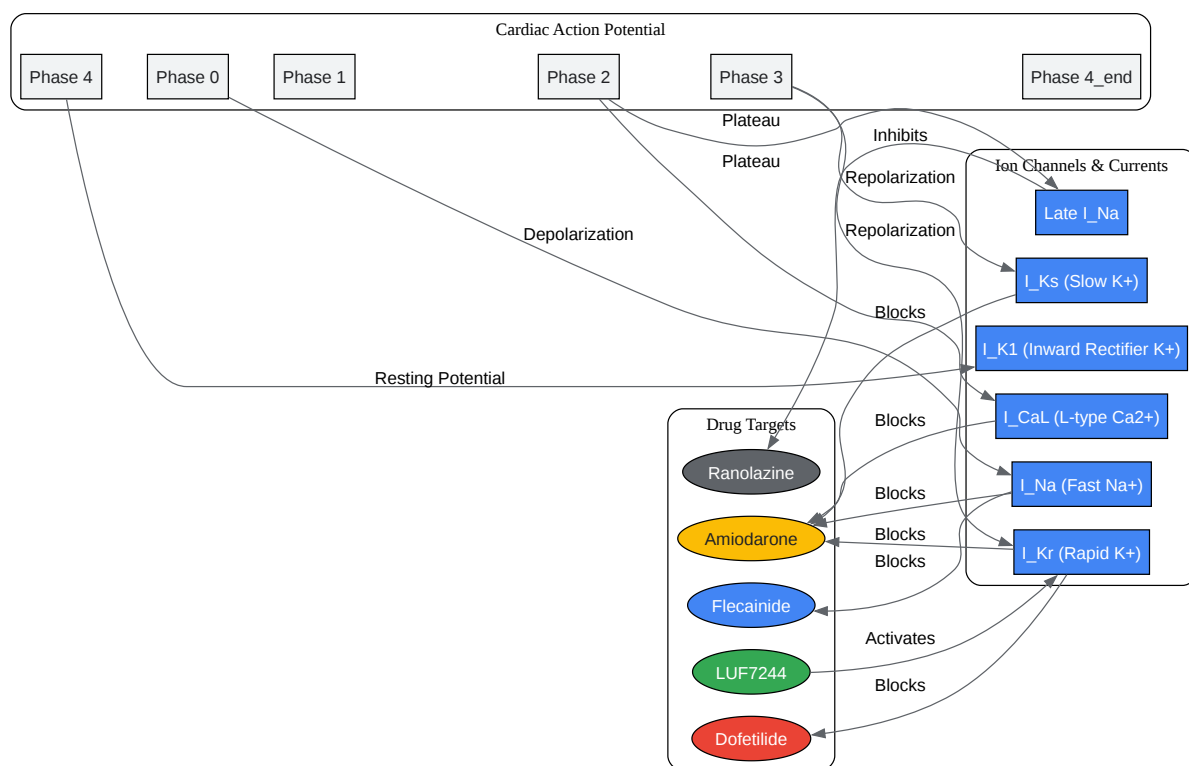 Cardiac Action Potential
Phase 4
Phase 0
Phase 1
Phase 2
Phase 3
Phase 4_end
Plateau
Inhibits
Plateau
Ion Channels & Currents
Repolarization
Late I_Na
Depolarization
Repolarization
I_Ks (Slow K+)
Blocks
I_K1 (Inward Rectifier K+)
Resting Potential
Drug Targets
Blocks
I_CaL (L-type Ca2+)
Ranolazine
Blocks
I_Na (Fast Na+)
Amiodarone
Blocks
I_Kr (Rapid K+)
Blocks
Flecainide
Activates
LUF7244
Blocks
Dofetilide